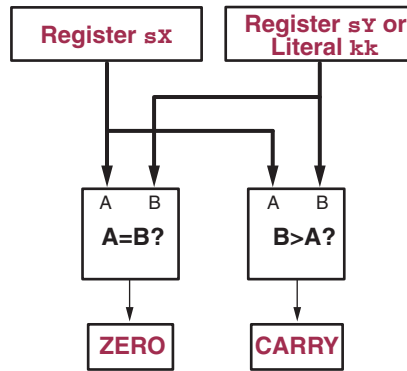 Register sX
Register sY or
Literal kk
A B
A=B?
A B
B>A?
ZERO
CARRY